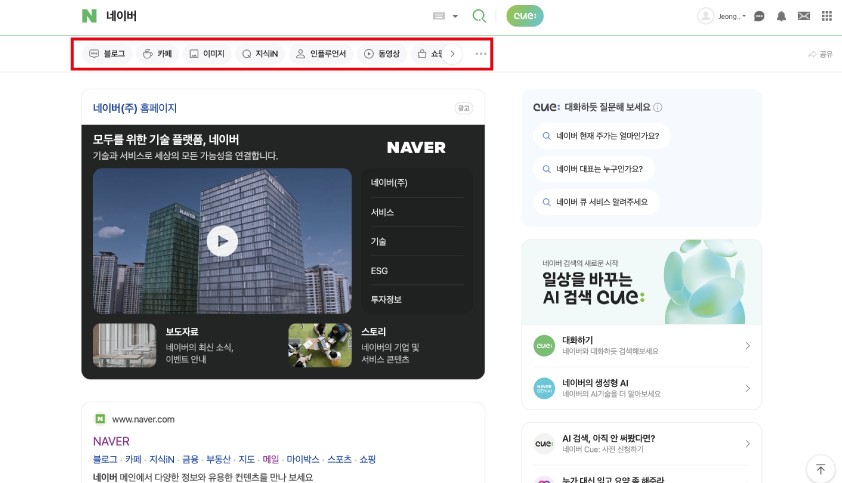 N 네이버
cue:
Jeong..
블로그
카페
이미지
지식iN
인플루언서
동영상
공유
네이버(주) 홈페이지
광고
모두를 위한 기술 플랫폼, 네이버
기술과 서비스로 세상의 모든 가능성을 연결합니다.
NAVER
네이버(주)
서비스
기술
ESG
투자정보
보도자료
네이버의 최신 소식,
이벤트 안내
스토리
네이버의 기업 및
서비스 콘텐츠
N www.naver.com
NAVER
블로그 · 카페 · 지식iN · 금융 · 부동산 · 지도 · 메일 · 마이박스 · 스포츠 · 쇼핑
네이버 메인에서 다양한 정보와 유용한 컨텐츠를 만나 보세요
cue: 대화하듯 질문해 보세요
네이버 현재 주가는 얼마인가요?
네이버 대표는 누구인가요?
네이버 큐 서비스 알려주세요
네이버 검색의 새로운 시작
일상을 바꾸는
AI 검색 cue:
cue: 대화하기
네이버와 대화하듯 검색해보세요
네이버의 생성형 AI
네이버의 AI기술을 더 알아보세요
cue: AI 검색, 아직 안 써봤다면?
네이버 Cue: 사전 신청하기
누가 대신 읽고 요약 좀 해주라